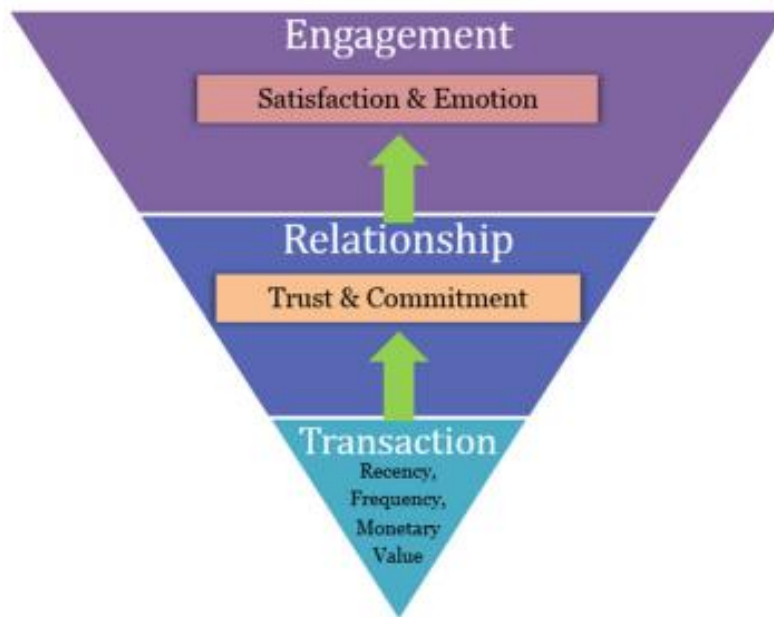 Engagement
Satisfaction & Emotion
Relationship
Trust & Commitment
Transaction
Recency,
Frequency,
Monetary
Value